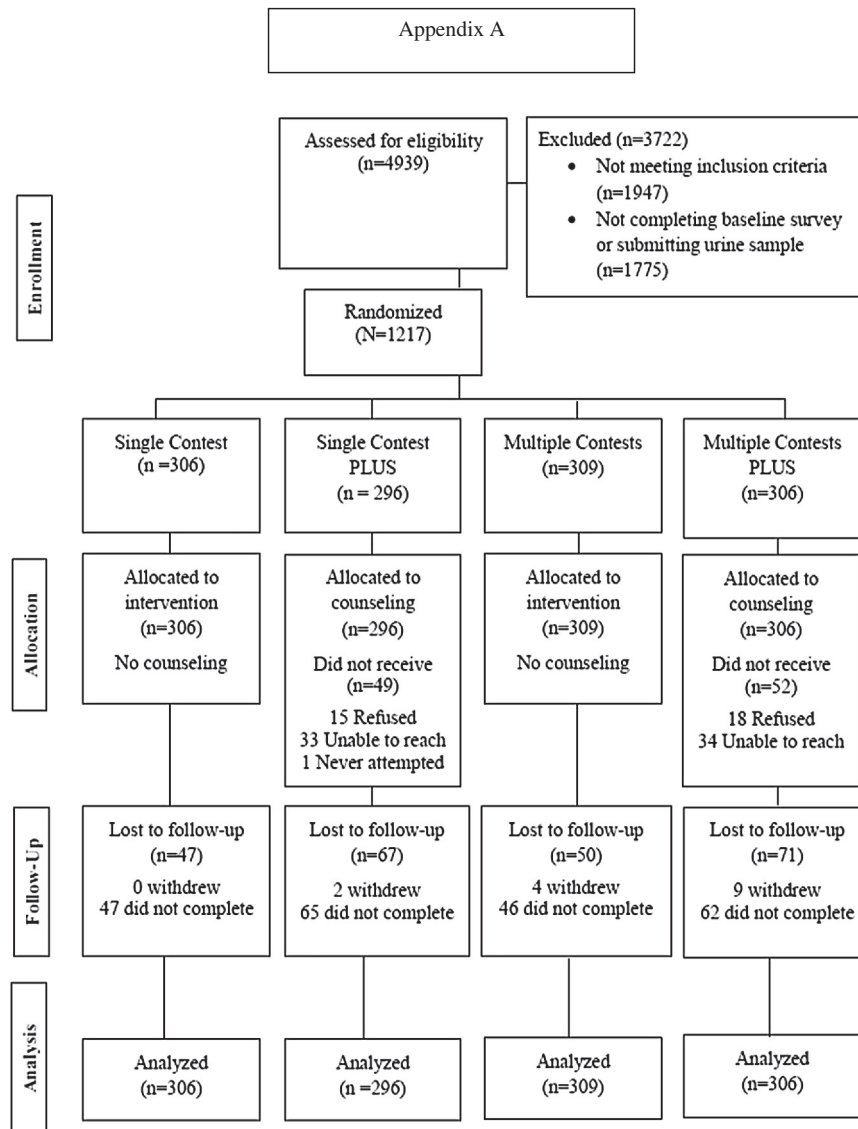 Appendix A
Assessed for eligibility
(n=4939)
Excluded (n=3722)
• Not meeting inclusion criteria
(n=1947)
• Not completing baseline survey
or submitting urine sample
(n=1775)
Enrollment
Randomized
(N=1217)
Single Contest
(n =306)
Single Contest
PLUS
(n = 296)
Multiple Contests
(n=309)
Multiple Contests
PLUS
(n=306)
Allocation
Allocated to
intervention
(n=306)
No counseling
Allocated to
counseling
(n=296)
Did not receive
(n=49)
15 Refused
33 Unable to reach
1 Never attempted
Allocated to
intervention
(n=309)
No counseling
Allocated to
counseling
(n=306)
Did not receive
(n=52)
18 Refused
34 Unable to reach
Follow-Up
Lost to follow-up
(n=47)
0 withdrew
47 did not complete
Lost to follow-up
(n=67)
2 withdrew
65 did not complete
Lost to follow-up
(n=50)
4 withdrew
46 did not complete
Lost to follow-up
(n=71)
9 withdrew
62 did not complete
Analysis
Analyzed
(n=306)
Analyzed
(n =296)
Analyzed
(n=309)
Analyzed
(n=306)